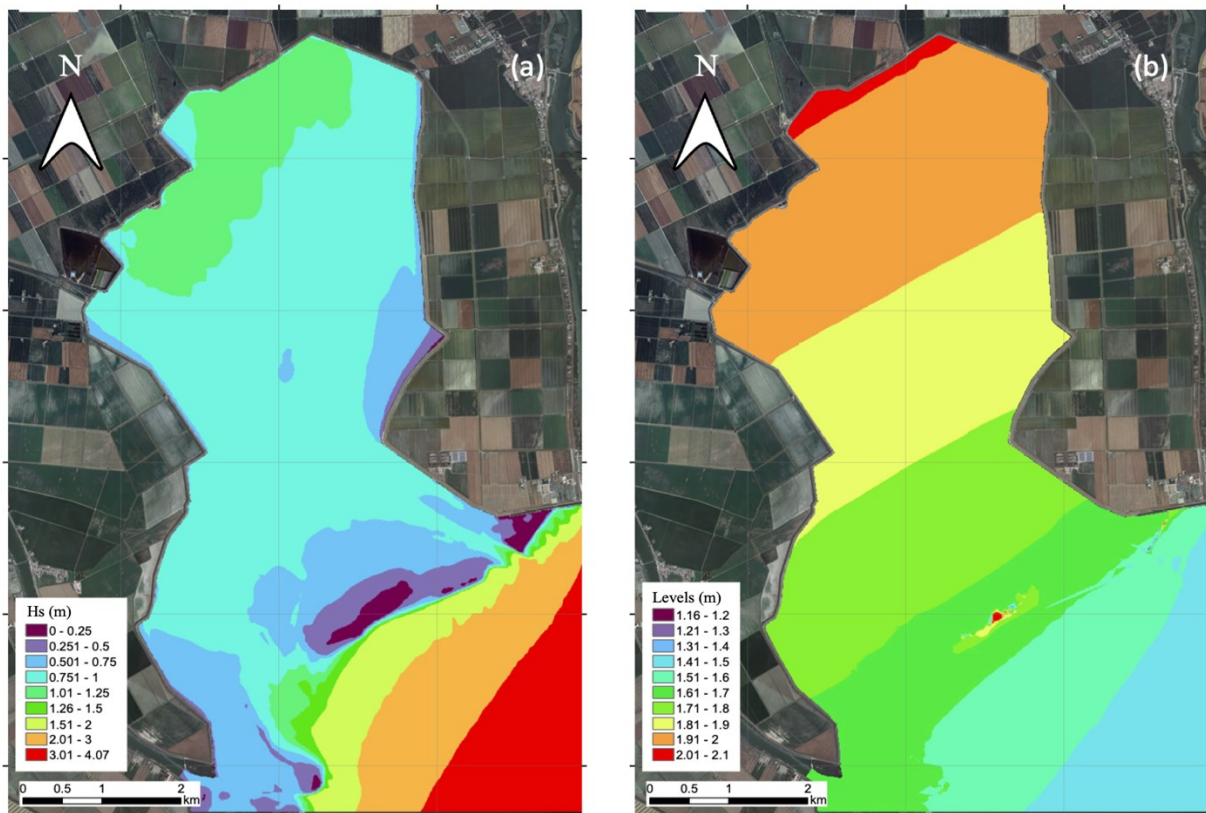 N
(a)
Hs (m)
0 - 0.25
0.251 - 0.5
0.501 - 0.75
0.751 - 1
1.01 - 1.25
1.26 - 1.5
1.51 - 2
2.01 - 3
3.01 - 4.07
0 0.5 1 2
km
N
(b)
Levels (m)
1.16 - 1.2
1.21 - 1.3
1.31 - 1.4
1.41 - 1.5
1.51 - 1.6
1.61 - 1.7
1.71 - 1.8
1.81 - 1.9
1.91 - 2
2.01 - 2.1
0 0.5 1 2
km